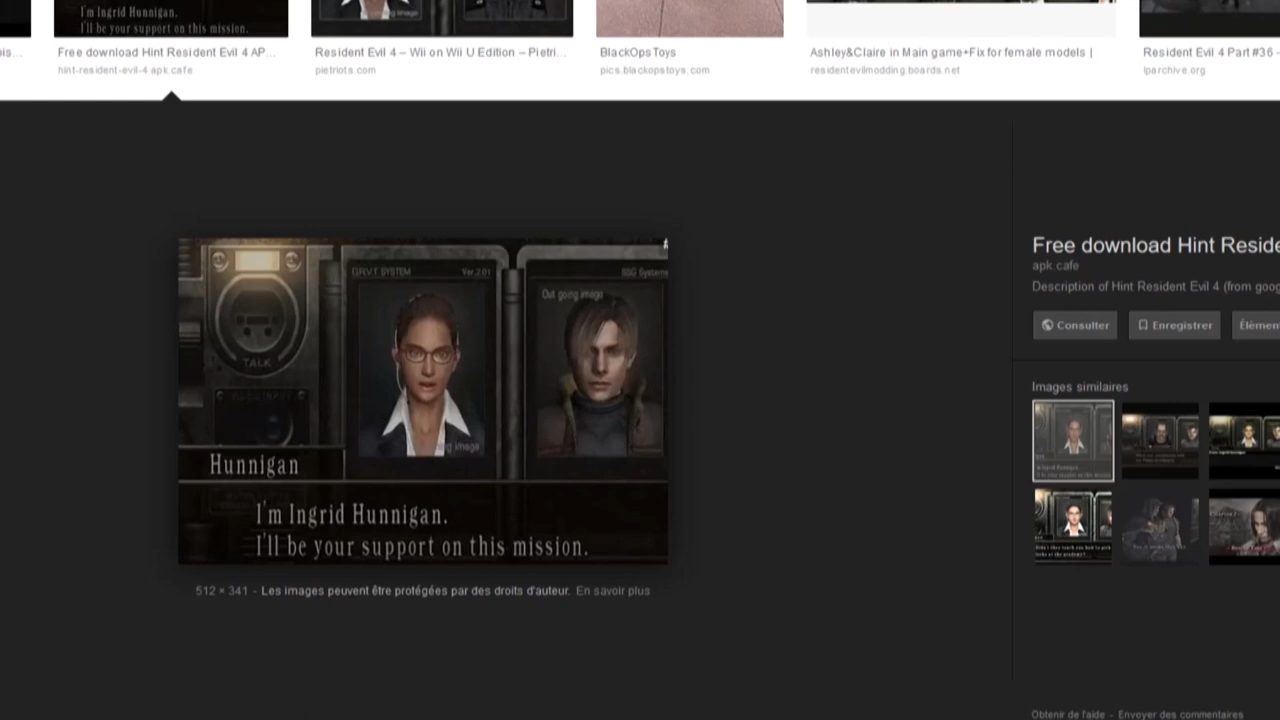 I'm Ingrid Hunnigan.
I'll be your support on this mission.
Free download Hint Resident Evil 4 AP...
hint-resident-evil-4.apk.cafe
Resident Evil 4 – Wii on Wii U Edition – Pietri...
pietriots.com
BlackOpsToys
pics.blackopstoys.com
Ashley&Claire in Main game+Fix for female models |
residentevilmodding.boards.net
Resident Evil 4 Part #36 -
lparchive.org
G.R.V.T SYSTEM Ver.2.01
Out going image
TALK
Hunnigan
I'm Ingrid Hunnigan.
I'll be your support on this mission.
512 × 341 - Les images peuvent être protégées par des droits d'auteur. En savoir plus
Free download Hint Reside
apk.cafe
Description of Hint Resident Evil 4 (from goog
Consulter Enregistrer Élémen
Images similaires
Obtenir de l'aide - Envoyer des commentaires